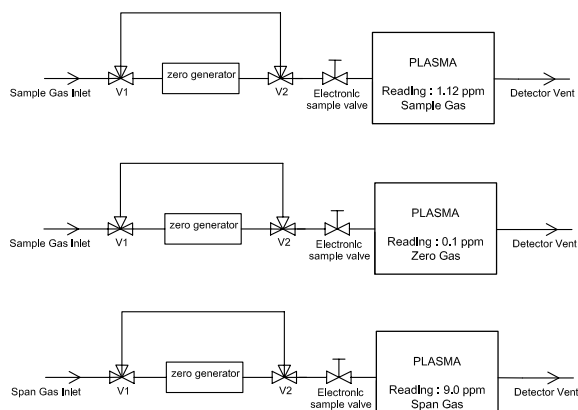 PLASMA
zero generator
Reading : 1.12 ppm
Sample Gas
Sample Gas Inlet
V1
V2
Electronic
sample valve
Detector Vent
PLASMA
zero generator
Reading : 0.1 ppm
Zero Gas
Sample Gas Inlet
V1
V2
Electronic
sample valve
Detector Vent
PLASMA
zero generator
Reading : 9.0 ppm
Span Gas
Span Gas Inlet
V1
V2
Electronic
sample valve
Detector Vent